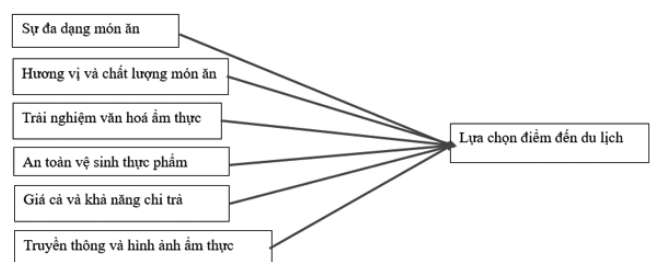 Sự đa dạng món ăn
Hương vị và chất lượng món ăn
Trải nghiệm văn hoá ẩm thực
An toàn vệ sinh thực phẩm
Giá cả và khả năng chi trả
Truyền thông và hình ảnh ẩm thực
Lựa chọn điểm đến du lịch